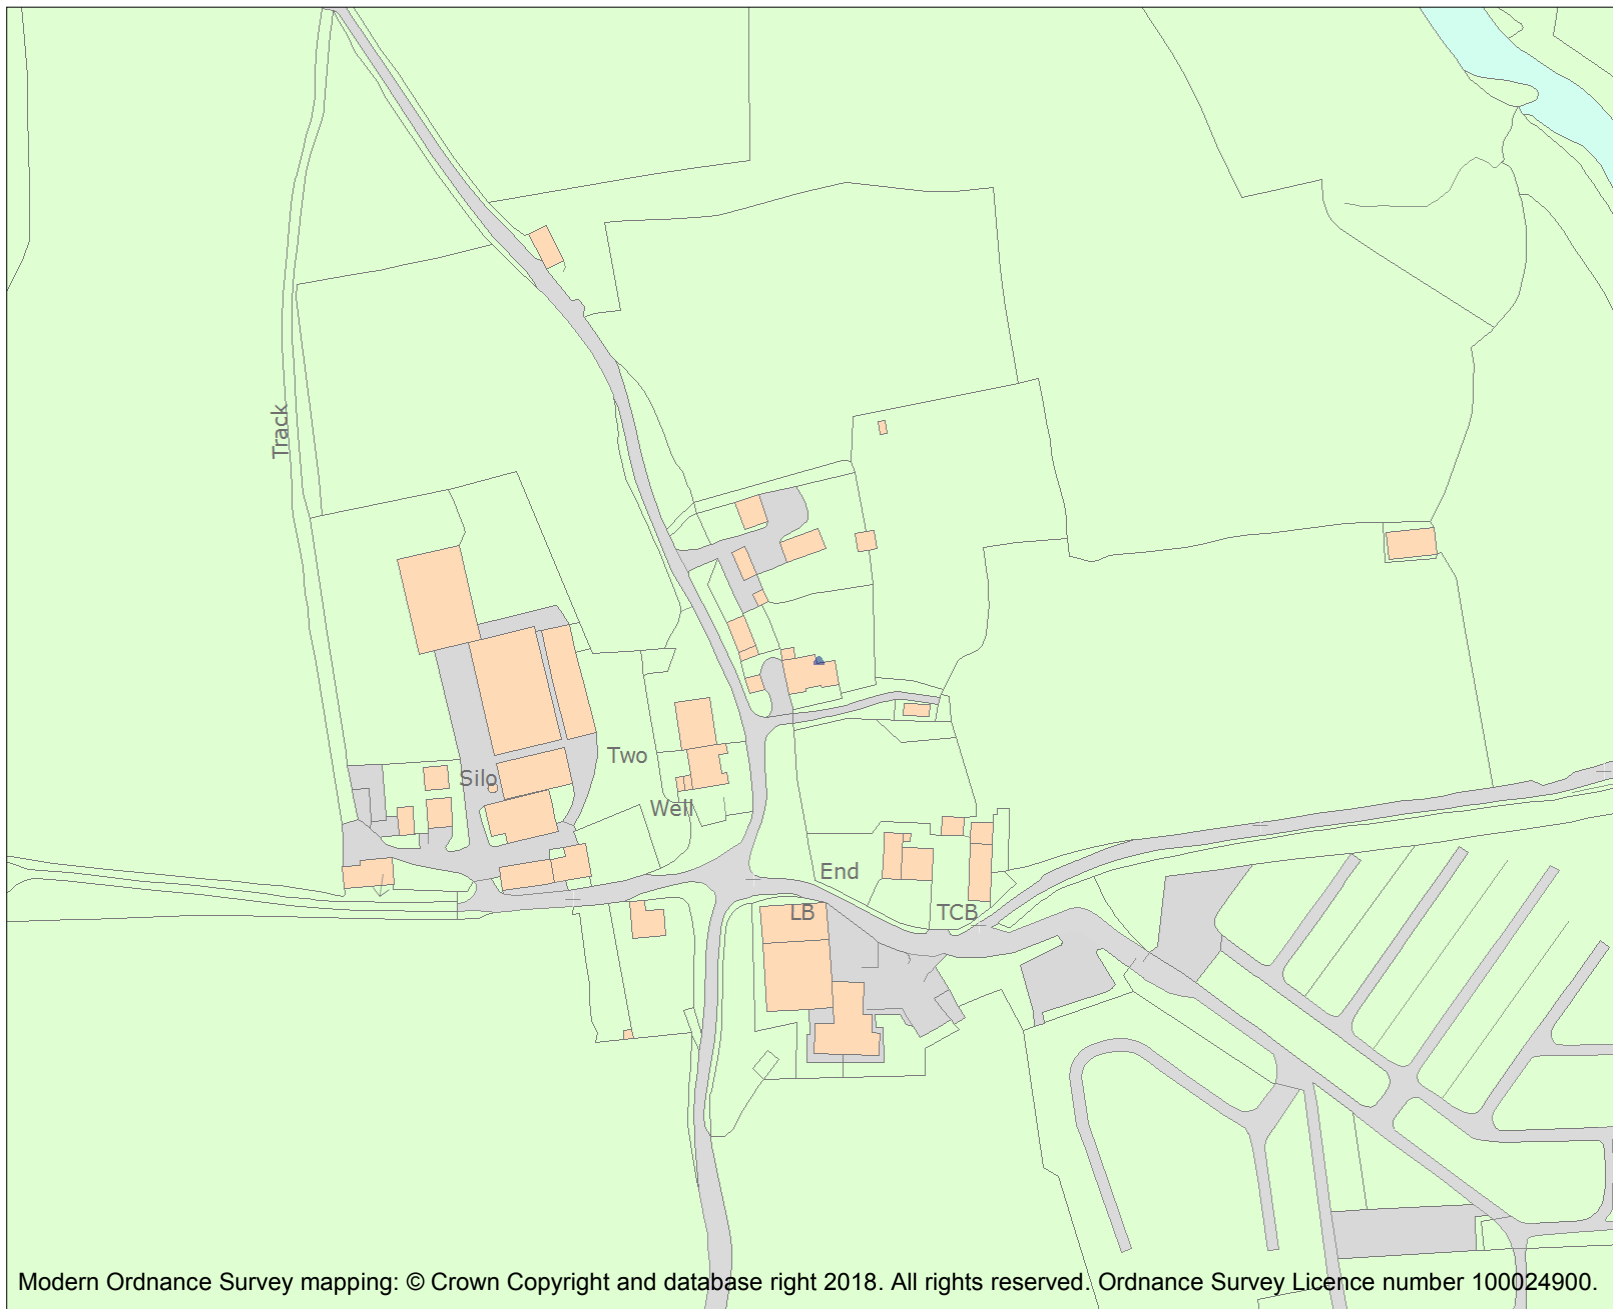 Track
Two
Silo
Well
End
LB
TCB
Modern Ordnance Survey mapping: © Crown Copyright and database right 2018. All rights reserved. Ordnance Survey Licence number 100024900.